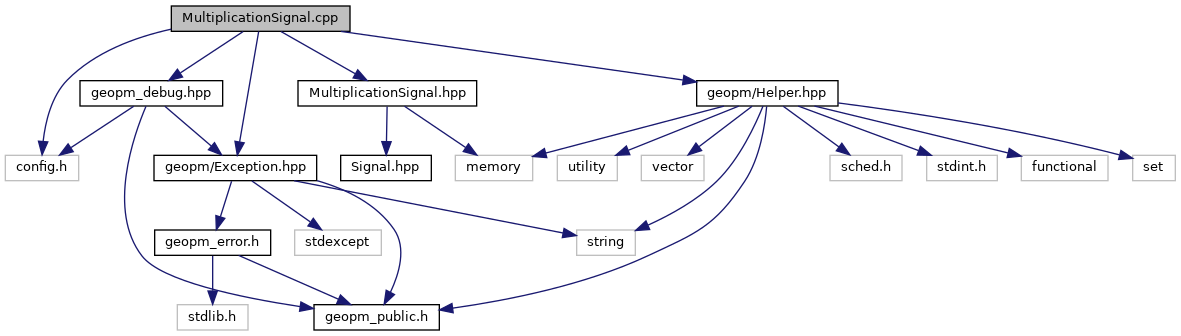 MultiplicationSignal.cpp
geopm_debug.hpp
MultiplicationSignal.hpp
geopm/Helper.hpp
config.h
geopm/Exception.hpp
Signal.hpp
memory
utility
vector
sched.h
stdint.h
functional
set
geopm_error.h
stdexcept
string
stdlib.h
geopm_public.h